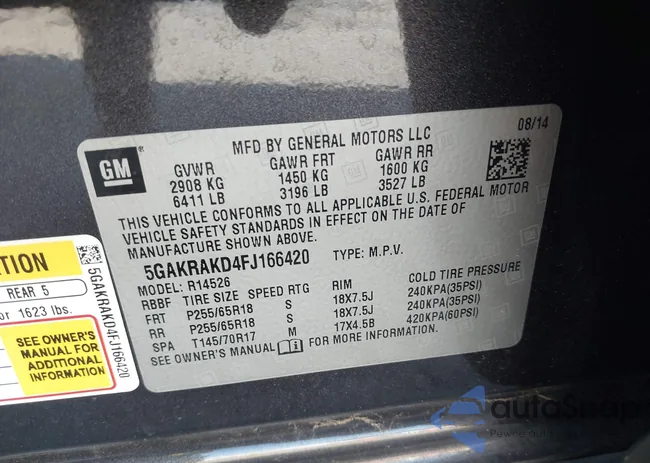 MFD BY GENERAL MOTORS LLC
08/14
GM
GVWR GAWR FRT GAWR RR
2908 KG 1450 KG 1600 KG
6411 LB 3196 LB 3527 LB
THIS VEHICLE CONFORMS TO ALL APPLICABLE U.S. FEDERAL MOTOR
VEHICLE SAFETY STANDARDS IN EFFECT ON THE DATE OF
MANUFACTURE SHOWN ABOVE.
5GAKRAKD4FJ166420 TYPE: M.P.V.
MODEL: R14526
RBBF TIRE SIZE SPEED RTG RIM COLD TIRE PRESSURE
FRT P255/65R18 S 18X7.5J 240KPA(35PSI)
RR P255/65R18 S 18X7.5J 240KPA(35PSI)
SPA T145/70R17 M 17X4.5B 420KPA(60PSI)
SEE OWNER'S MANUAL i FOR MORE INFORMATION.
TION
REAR 5
or 1623 lbs.
SEE OWNER'S
MANUAL FOR
ADDITIONAL
INFORMATION
5GAKRAKD4FJ166420
autoSnap
Pewne auto